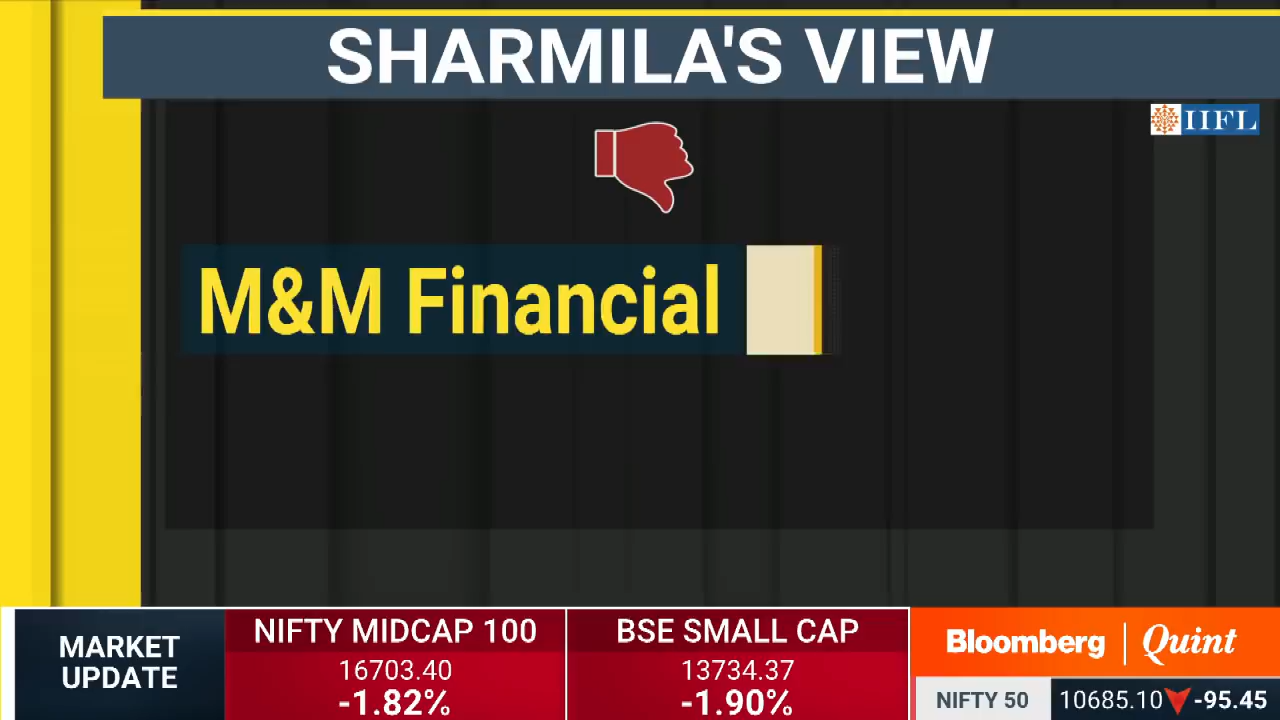 SHARMILA'S VIEW
IIFL
M&M Financial
MARKET
UPDATE
NIFTY MIDCAP 100
16703.40
-1.82%
BSE SMALL CAP
13734.37
-1.90%
Bloomberg | Quint
NIFTY 50
10685.10 -95.45